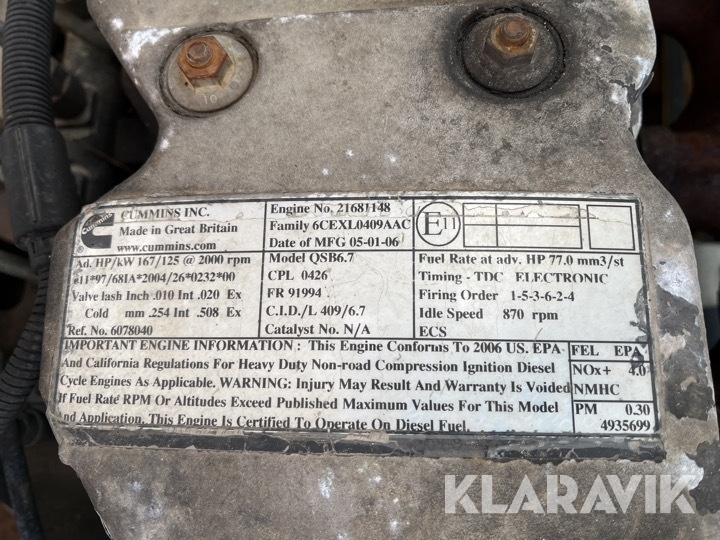 Cummins
CUMMINS INC.
Made in Great Britain
www.cummins.com
Engine No. 21681148
Family 6CEXL0409AAC
Date of MFG 05-01-06
E11
Ad. HP/kW 167/125 @ 2000 rpm
e11*97/68IA*2004/26*0232*00
Valve lash Inch .010 Int .020 Ex
Cold mm .254 Int .508 Ex
Ref. No. 6078040
Model QSB6.7
CPL 0426
FR 91994
C.I.D./L 409/6.7
Catalyst No. N/A
Fuel Rate at adv. HP 77.0 mm3/st
Timing - TDC ELECTRONIC
Firing Order 1-5-3-6-2-4
Idle Speed 870 rpm
ECS
IMPORTANT ENGINE INFORMATION : This Engine Conforms To 2006 US. EPA
And California Regulations For Heavy Duty Non-road Compression Ignition Diesel
Cycle Engines As Applicable. WARNING: Injury May Result And Warranty Is Voided
If Fuel Rate RPM Or Altitudes Exceed Published Maximum Values For This Model
And Application. This Engine Is Certified To Operate On Diesel Fuel.
FEL EPA
NOx+ 4.0
NMHC
PM 0.30
4935699
KLARAVIK